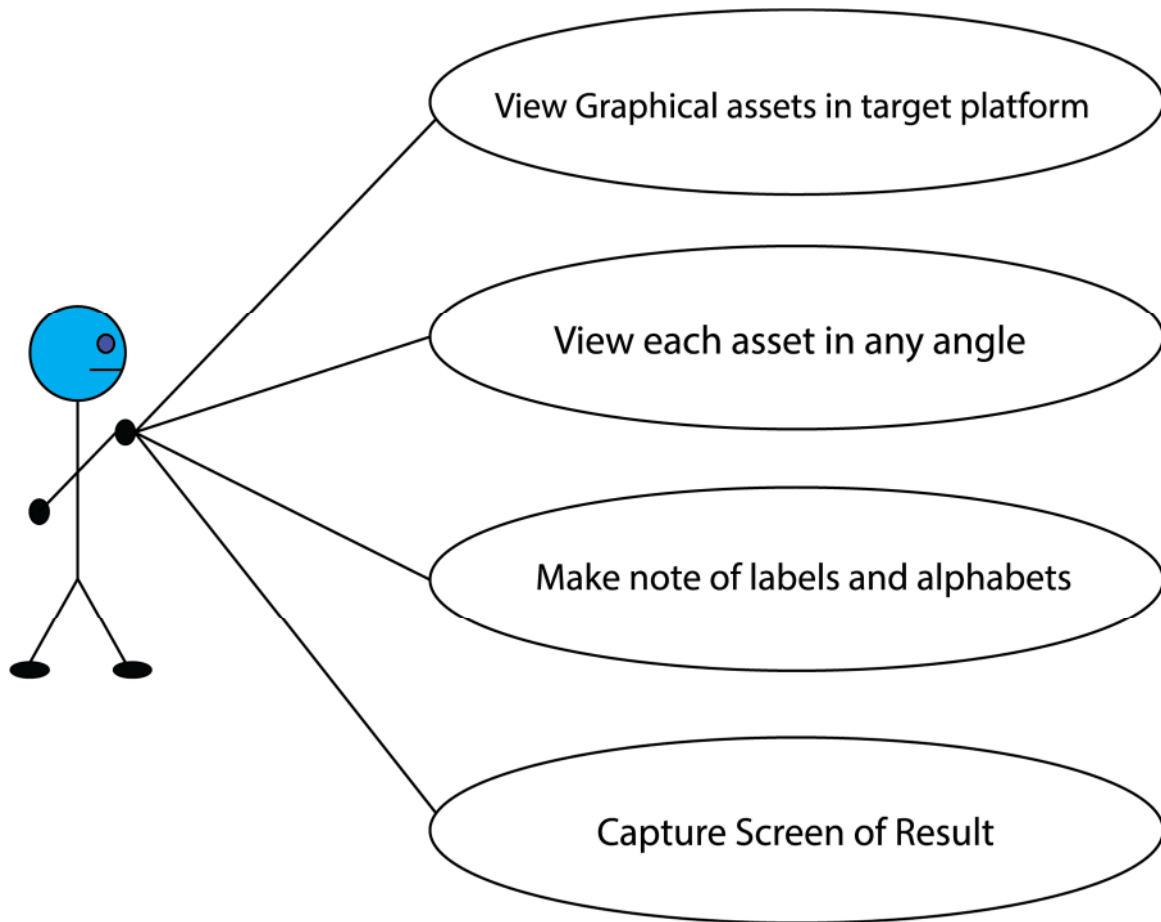 View Graphical assets in target platform
View each asset in any angle
Make note of labels and alphabets
Capture Screen of Result